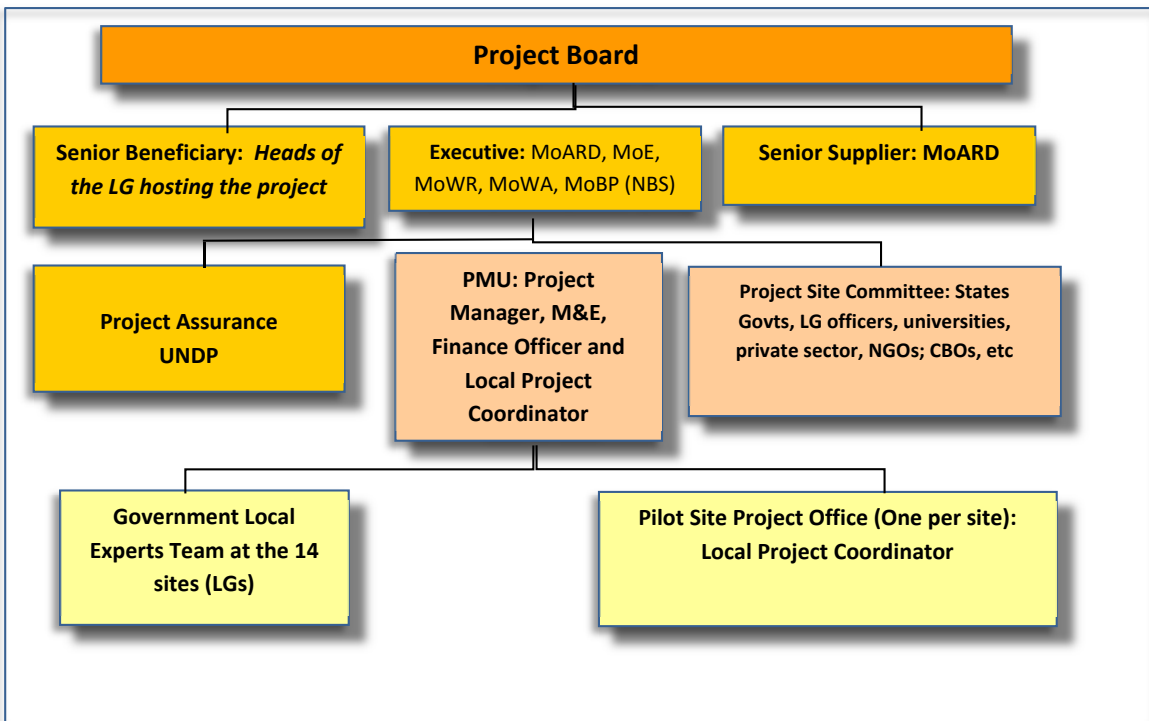 Project Board
Senior Beneficiary: Heads of
the LG hosting the project
Executive: MoARD, MoE,
MoWR, MoWA, MoBP (NBS)
Senior Supplier: MoARD
Project Assurance
UNDP
PMU: Project
Manager, M&E,
Finance Officer and
Local Project
Coordinator
Project Site Committee: States
Govts, LG officers, universities,
private sector, NGOs; CBOs, etc
Government Local
Experts Team at the 14
sites (LGs)
Pilot Site Project Office (One per site):
Local Project Coordinator